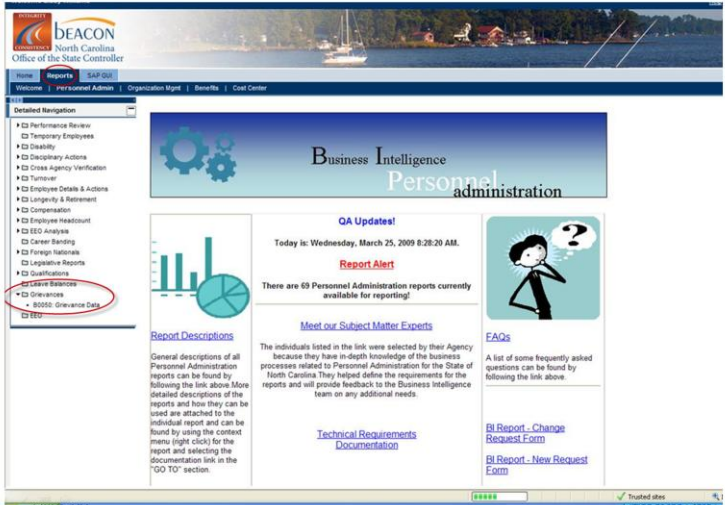 INTEGRITY
BEACON
CONSISTENCY
North Carolina
Office of the State Controller
Home Reports SAP GUI
Welcome | Personnel Admin | Organization Mgmt | Benefits | Cost Center
Detailed Navigation
Performance Review
Temporary Employees
Disability
Disciplinary Actions
Cross Agency Verification
Turnover
Employee Details & Actions
Longevity & Retirement
Compensation
Employee Headcount
EEO Analysis
Career Banding
Foreign Nationals
Legislative Reports
Qualifications
Leave Balances
Grievances
B0050: Grievance Data
EEO
Business Intelligence
Personnel
administration
Report Descriptions
General descriptions of all
Personnel Administration
reports can be found by
following the link above.More
detailed descriptions of the
reports and how they can be
used are attached to the
individual report and can be
found by using the context
menu (right click) for the
report and selecting the
documentation link in the
"GO TO" section.
QA Updates!
Today is: Wednesday, March 25, 2009 8:28:20 AM.
Report Alert
There are 69 Personnel Administration reports currently
available for reporting!
Meet our Subject Matter Experts
The individuals listed in the link were selected by their Agency
because they have in-depth knowledge of the business
processes related to Personnel Administration for the State of
North Carolina.They helped define the requirements for the
reports and will provide feedback to the Business Intelligence
team on any additional needs.
Technical Requirements
Documentation
?
FAQs
A list of some frequently asked
questions can be found by
following the link above.
BI Report - Change
Request Form
BI Report - New Request
Form
Trusted sites